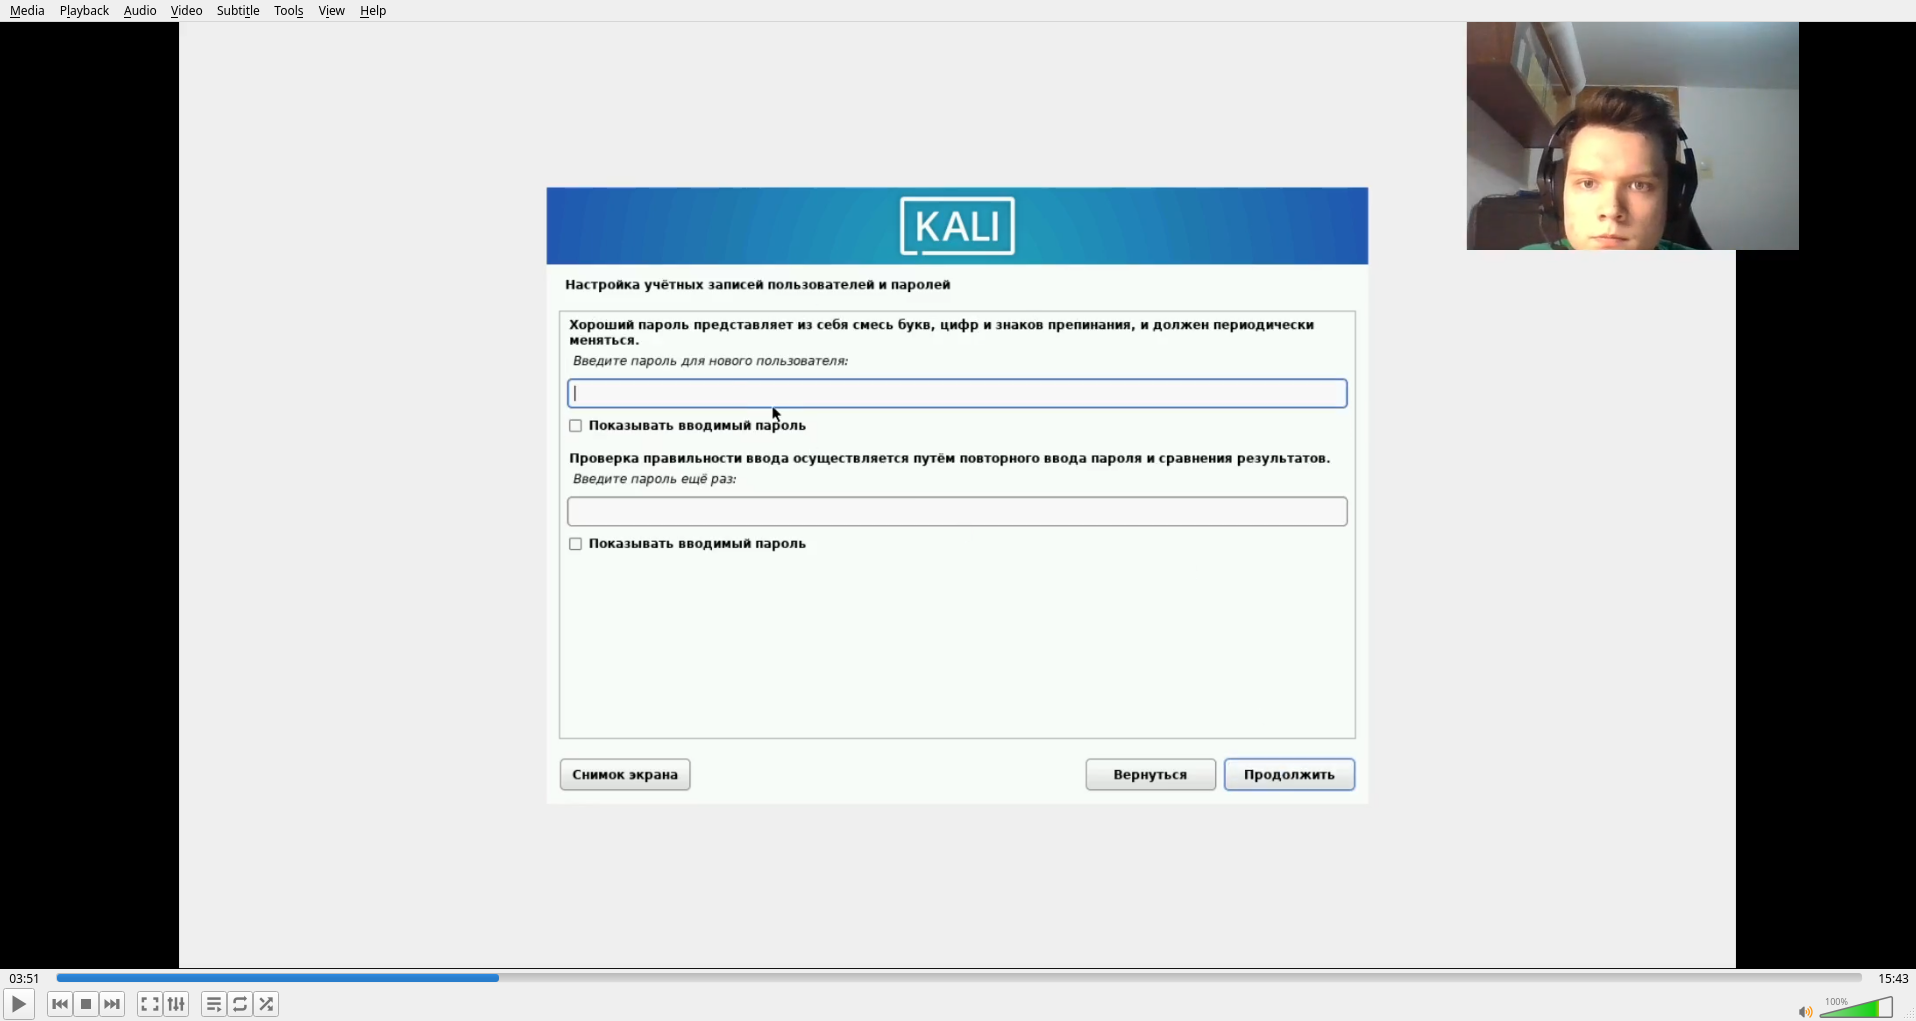 Media Playback Audio Video Subtitle Tools View Help
KALI
Настройка учётных записей пользователей и паролей
Хороший пароль представляет из себя смесь букв, цифр и знаков препинания, и должен периодически
меняться.
Введите пароль для нового пользователя:
Показывать вводимый пароль
Проверка правильности ввода осуществляется путём повторного ввода пароля и сравнения результатов.
Введите пароль ещё раз:
Показывать вводимый пароль
Снимок экрана Вернуться Продолжить
03:51 15:43
100%